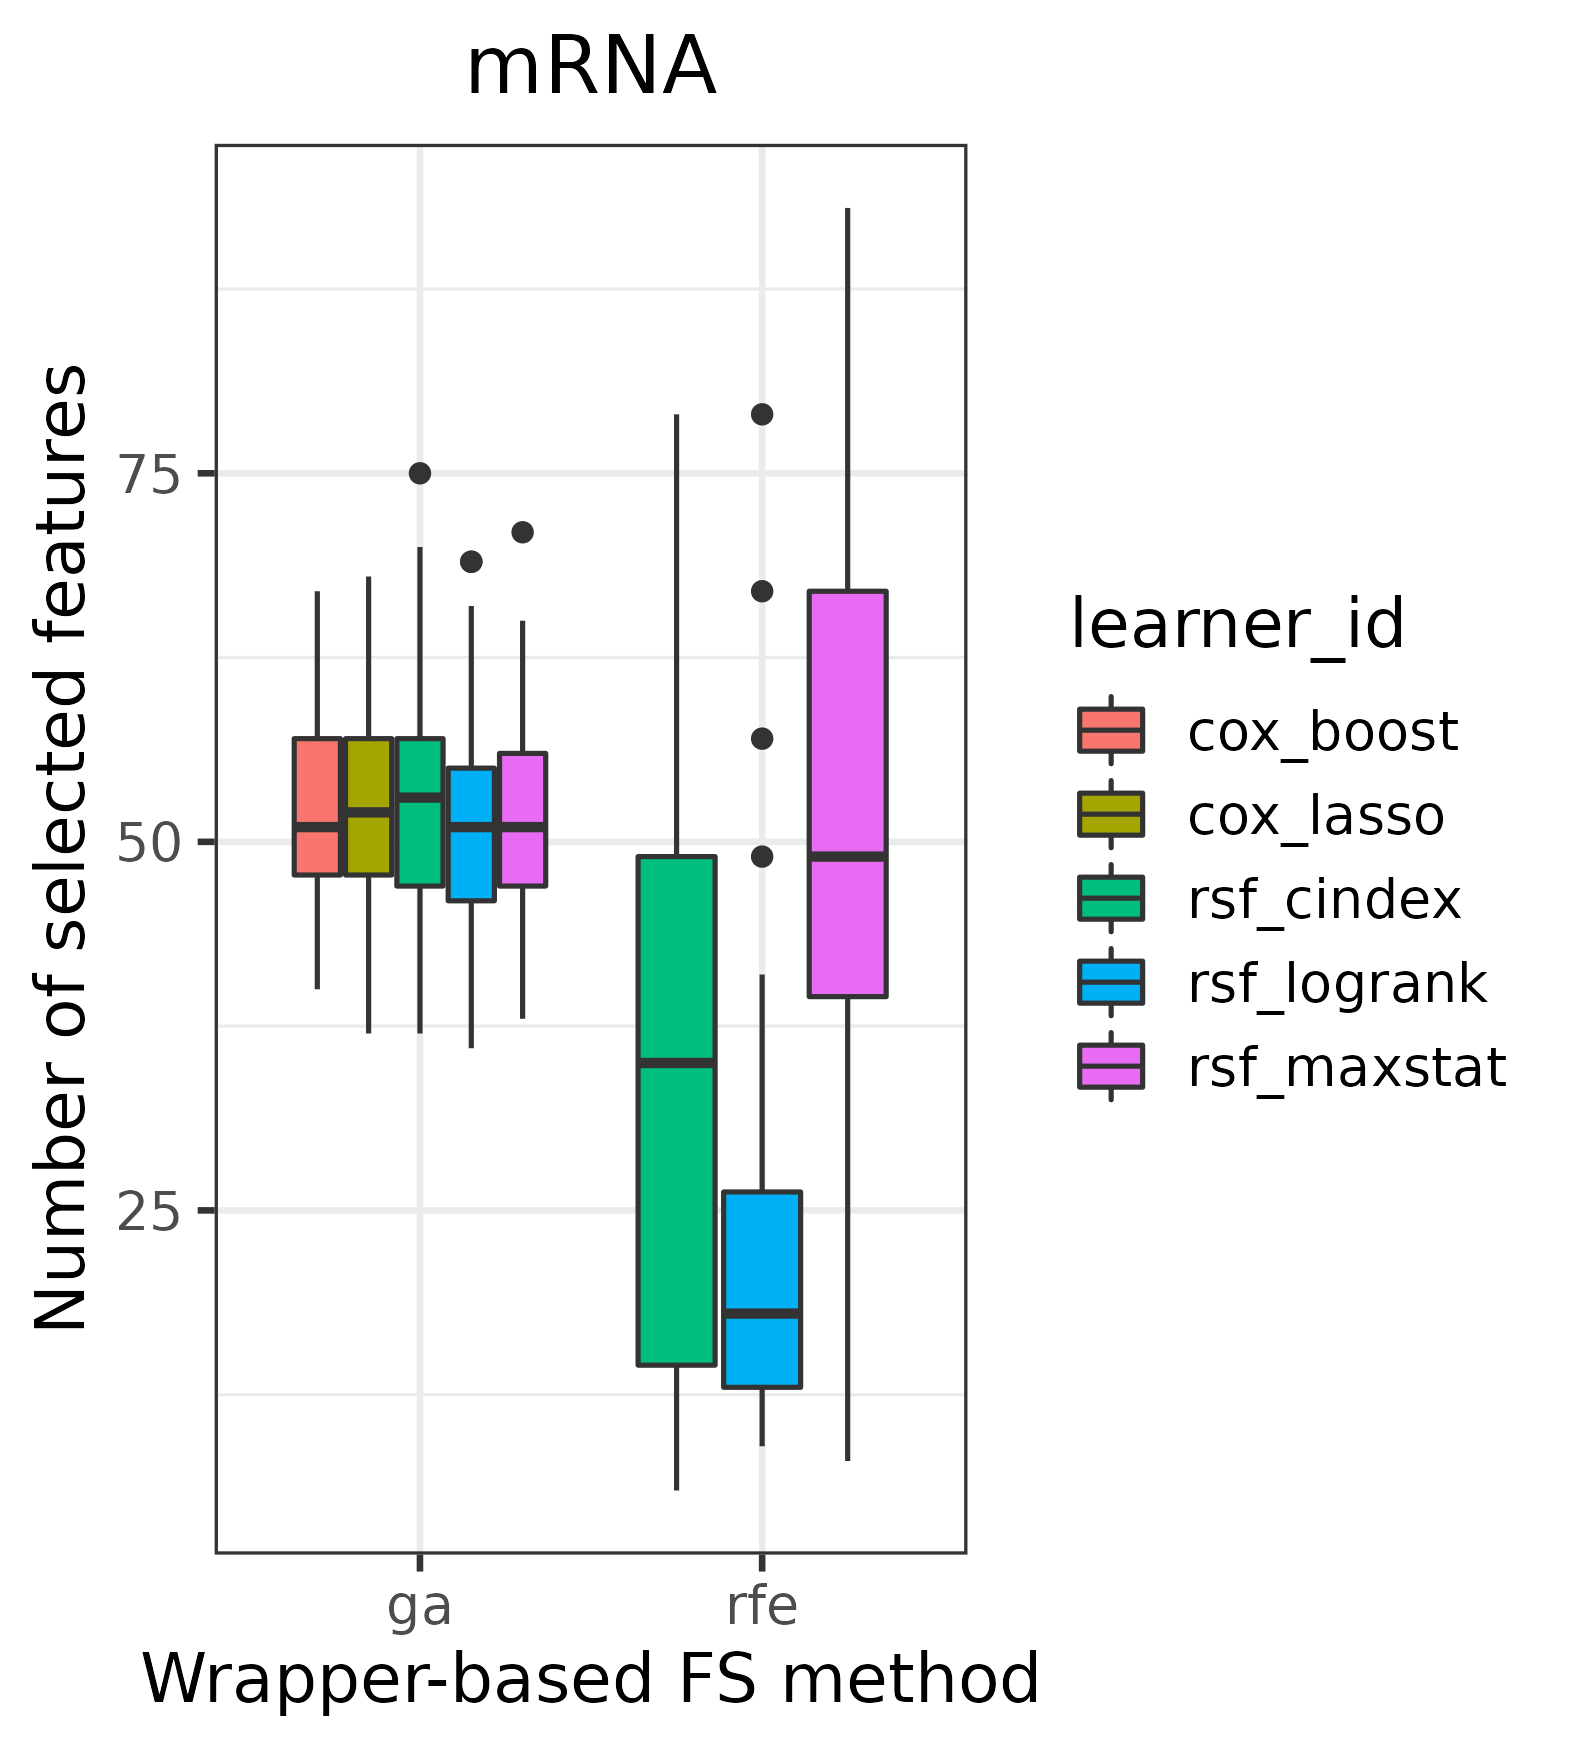 mRNA
Number of selected features
75
50
25
ga
rfe
Wrapper-based FS method
learner_id
cox_boost
cox_lasso
rsf_cindex
rsf_logrank
rsf_maxstat